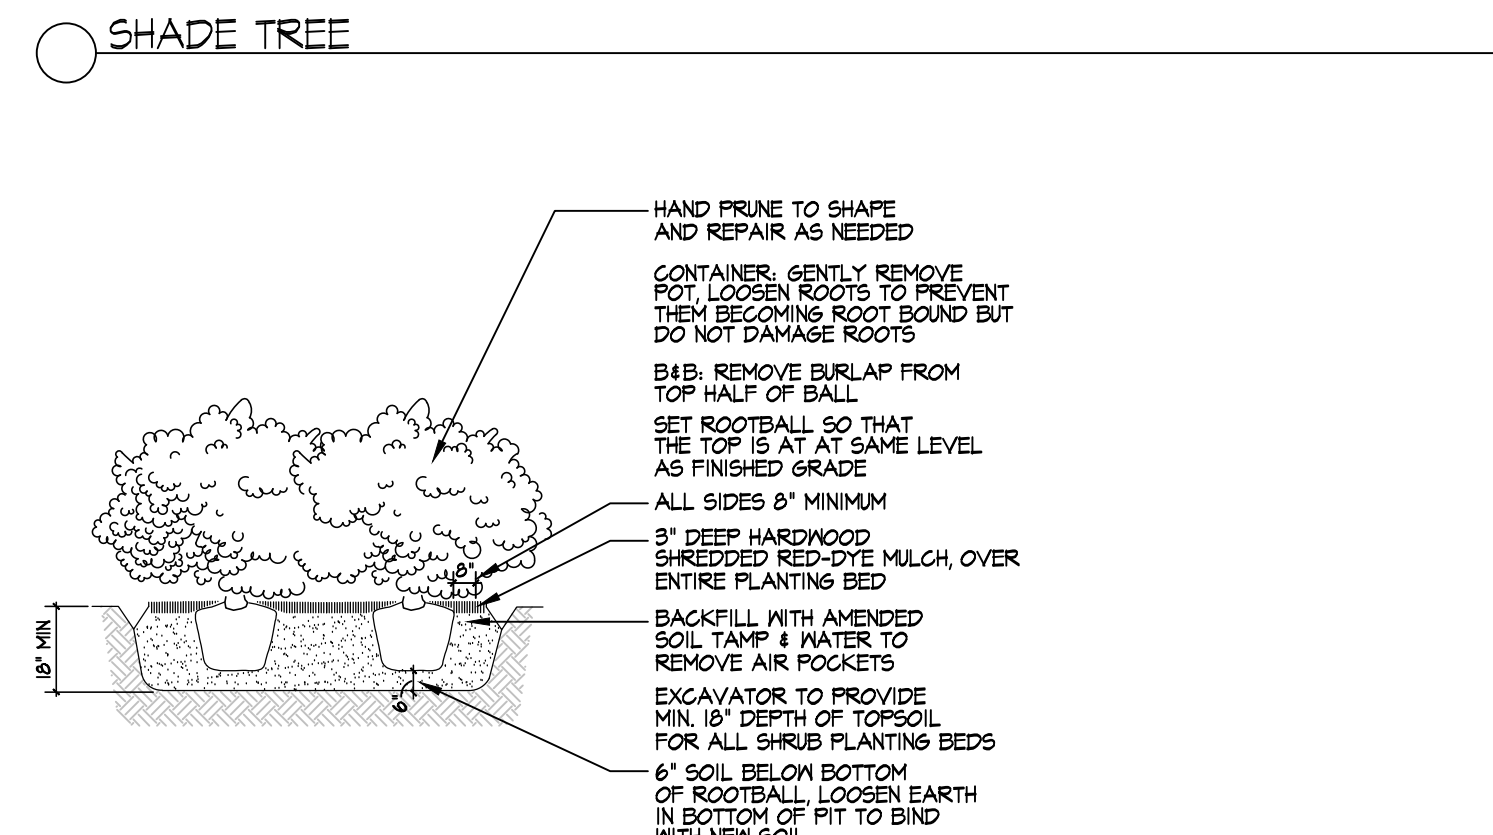 SHADE TREE
HAND PRUNE TO SHAPE
AND REPAIR AS NEEDED
CONTAINER: GENTLY REMOVE
POT, LOOSEN ROOTS TO PREVENT
THEM BECOMING ROOT BOUND BUT
DO NOT DAMAGE ROOTS
B&B: REMOVE BURLAP FROM
TOP HALF OF BALL
SET ROOTBALL SO THAT
THE TOP IS AT AT SAME LEVEL
AS FINISHED GRADE
ALL SIDES 8" MINIMUM
3" DEEP HARDWOOD
SHREDDED RED-DYE MULCH, OVER
ENTIRE PLANTING BED
8"
BACKFILL WITH AMENDED
SOIL TAMP & WATER TO
REMOVE AIR POCKETS
18" MIN
EXCAVATOR TO PROVIDE
MIN. 18" DEPTH OF TOPSOIL
FOR ALL SHRUB PLANTING BEDS
6"
6" SOIL BELOW BOTTOM
OF ROOTBALL, LOOSEN EARTH
IN BOTTOM OF PIT TO BIND
WITH NEW SOIL